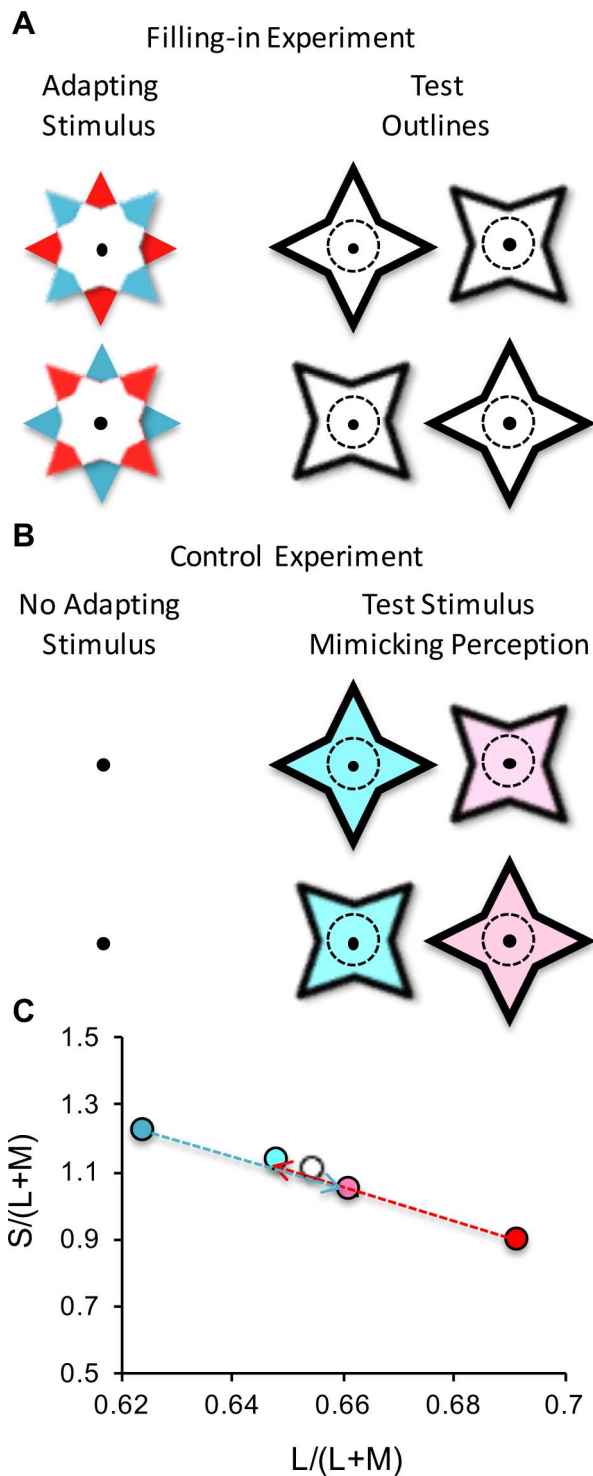 A
Filling-in Experiment
Adapting
Stimulus
Test
Outlines
B
Control Experiment
No Adapting
Stimulus
Test Stimulus
Mimicking Perception
C
1.5
1.3
1.1
0.9
0.7
0.5
S/(L+M)
0.62 0.64 0.66 0.68 0.7
L/(L+M)